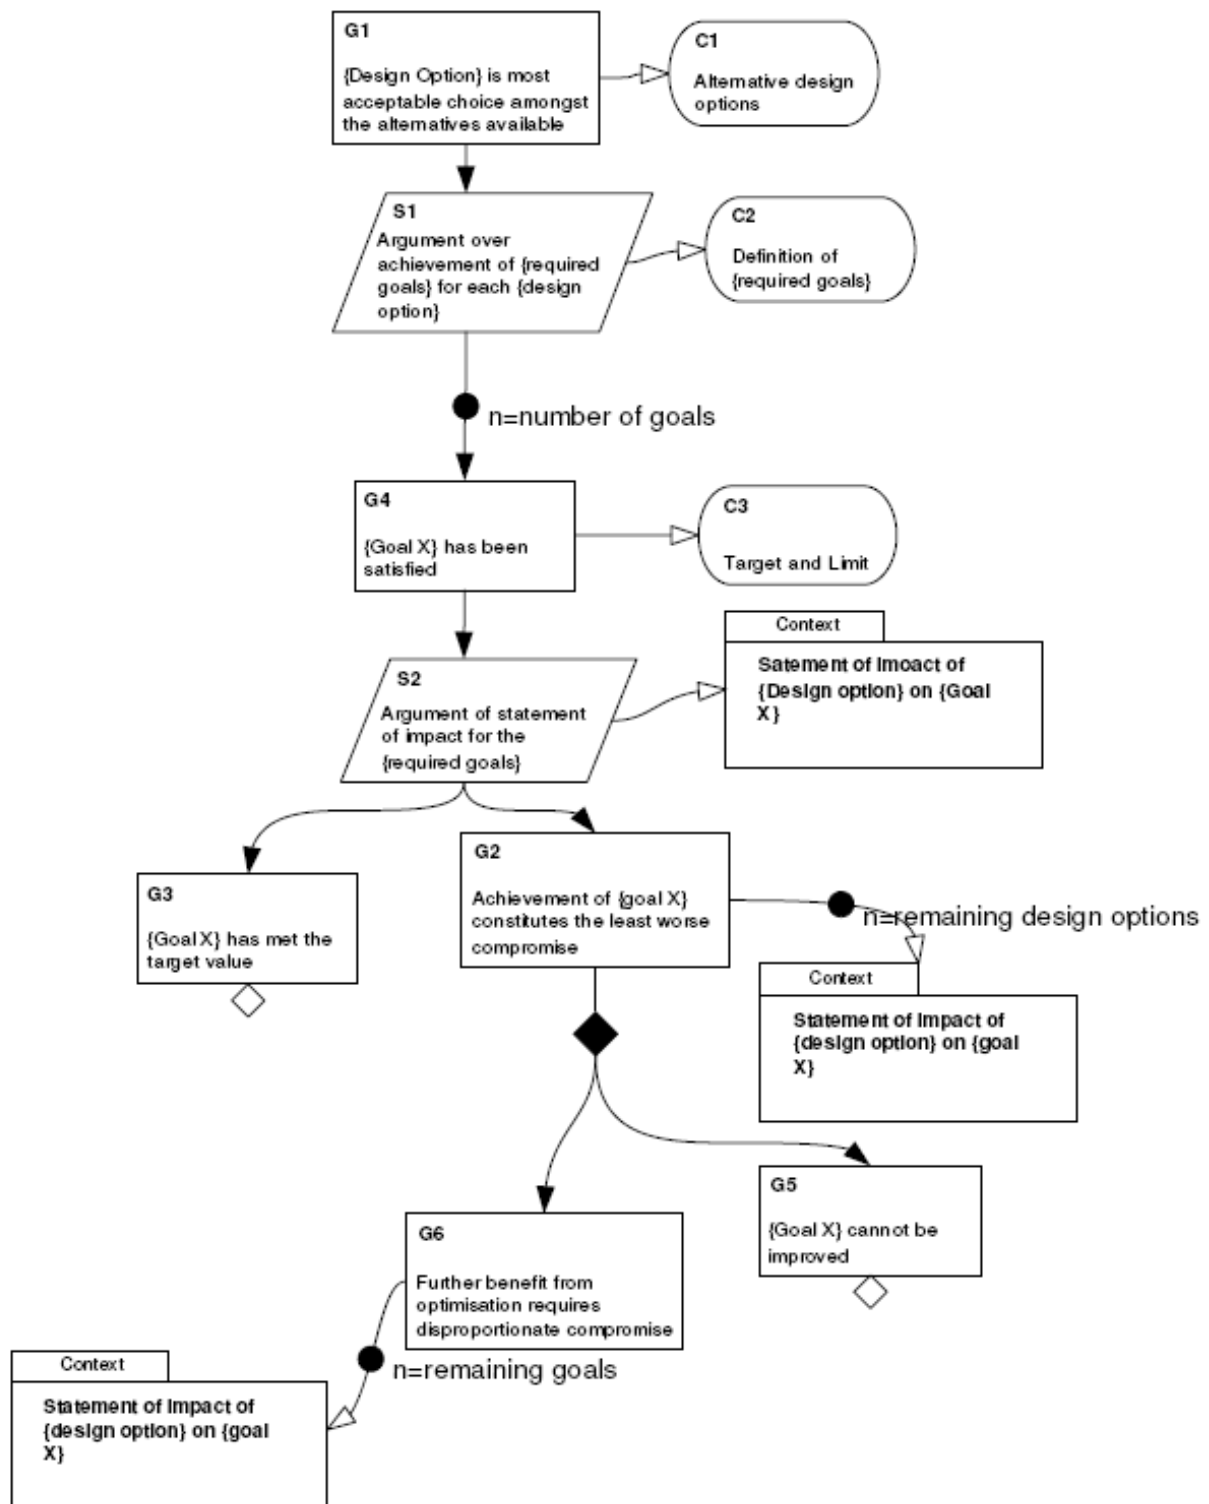 G1
{Design Option} is most
acceptable choice amongst
the alternatives available
C1
Alternative design
options
S1
Argument over
achievement of {required
goals} for each {design
option}
C2
Definition of
{required goals}
n=number of goals
G4
{Goal X} has been
satisfied
C3
Target and Limit
Context
Satement of Imoact of
{Design option} on {Goal
X}
S2
Argument of statement
of impact for the
{required goals}
G3
{Goal X} has met the
target value
G2
Achievement of {goal X}
constitutes the least worse
compromise
n=remaining design options
Context
Statement of Impact of
{design option} on {goal
X}
G5
{Goal X} cannot be
improved
G6
Further benefit from
optimisation requires
disproportionate compromise
n=remaining goals
Context
Statement of Impact of
{design option} on {goal
X}